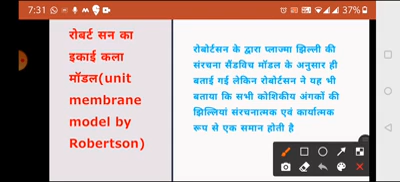 7:31
37%
रोबर्ट सन का
इकाई कला
मॉडल(unit
membrane
model by
Robertson)
रोबोर्टसन के द्वारा प्लाज्मा झिल्ली की
संरचना सैंडविच मॉडल के अनुसार ही
बताई गई लेकिन रोबोर्टसन ने यह भी
बताया कि सभी कोशिकीय अंगकों की
झिल्लियां संरचनात्मक एवं कार्यात्मक
रूप से एक समान होती है